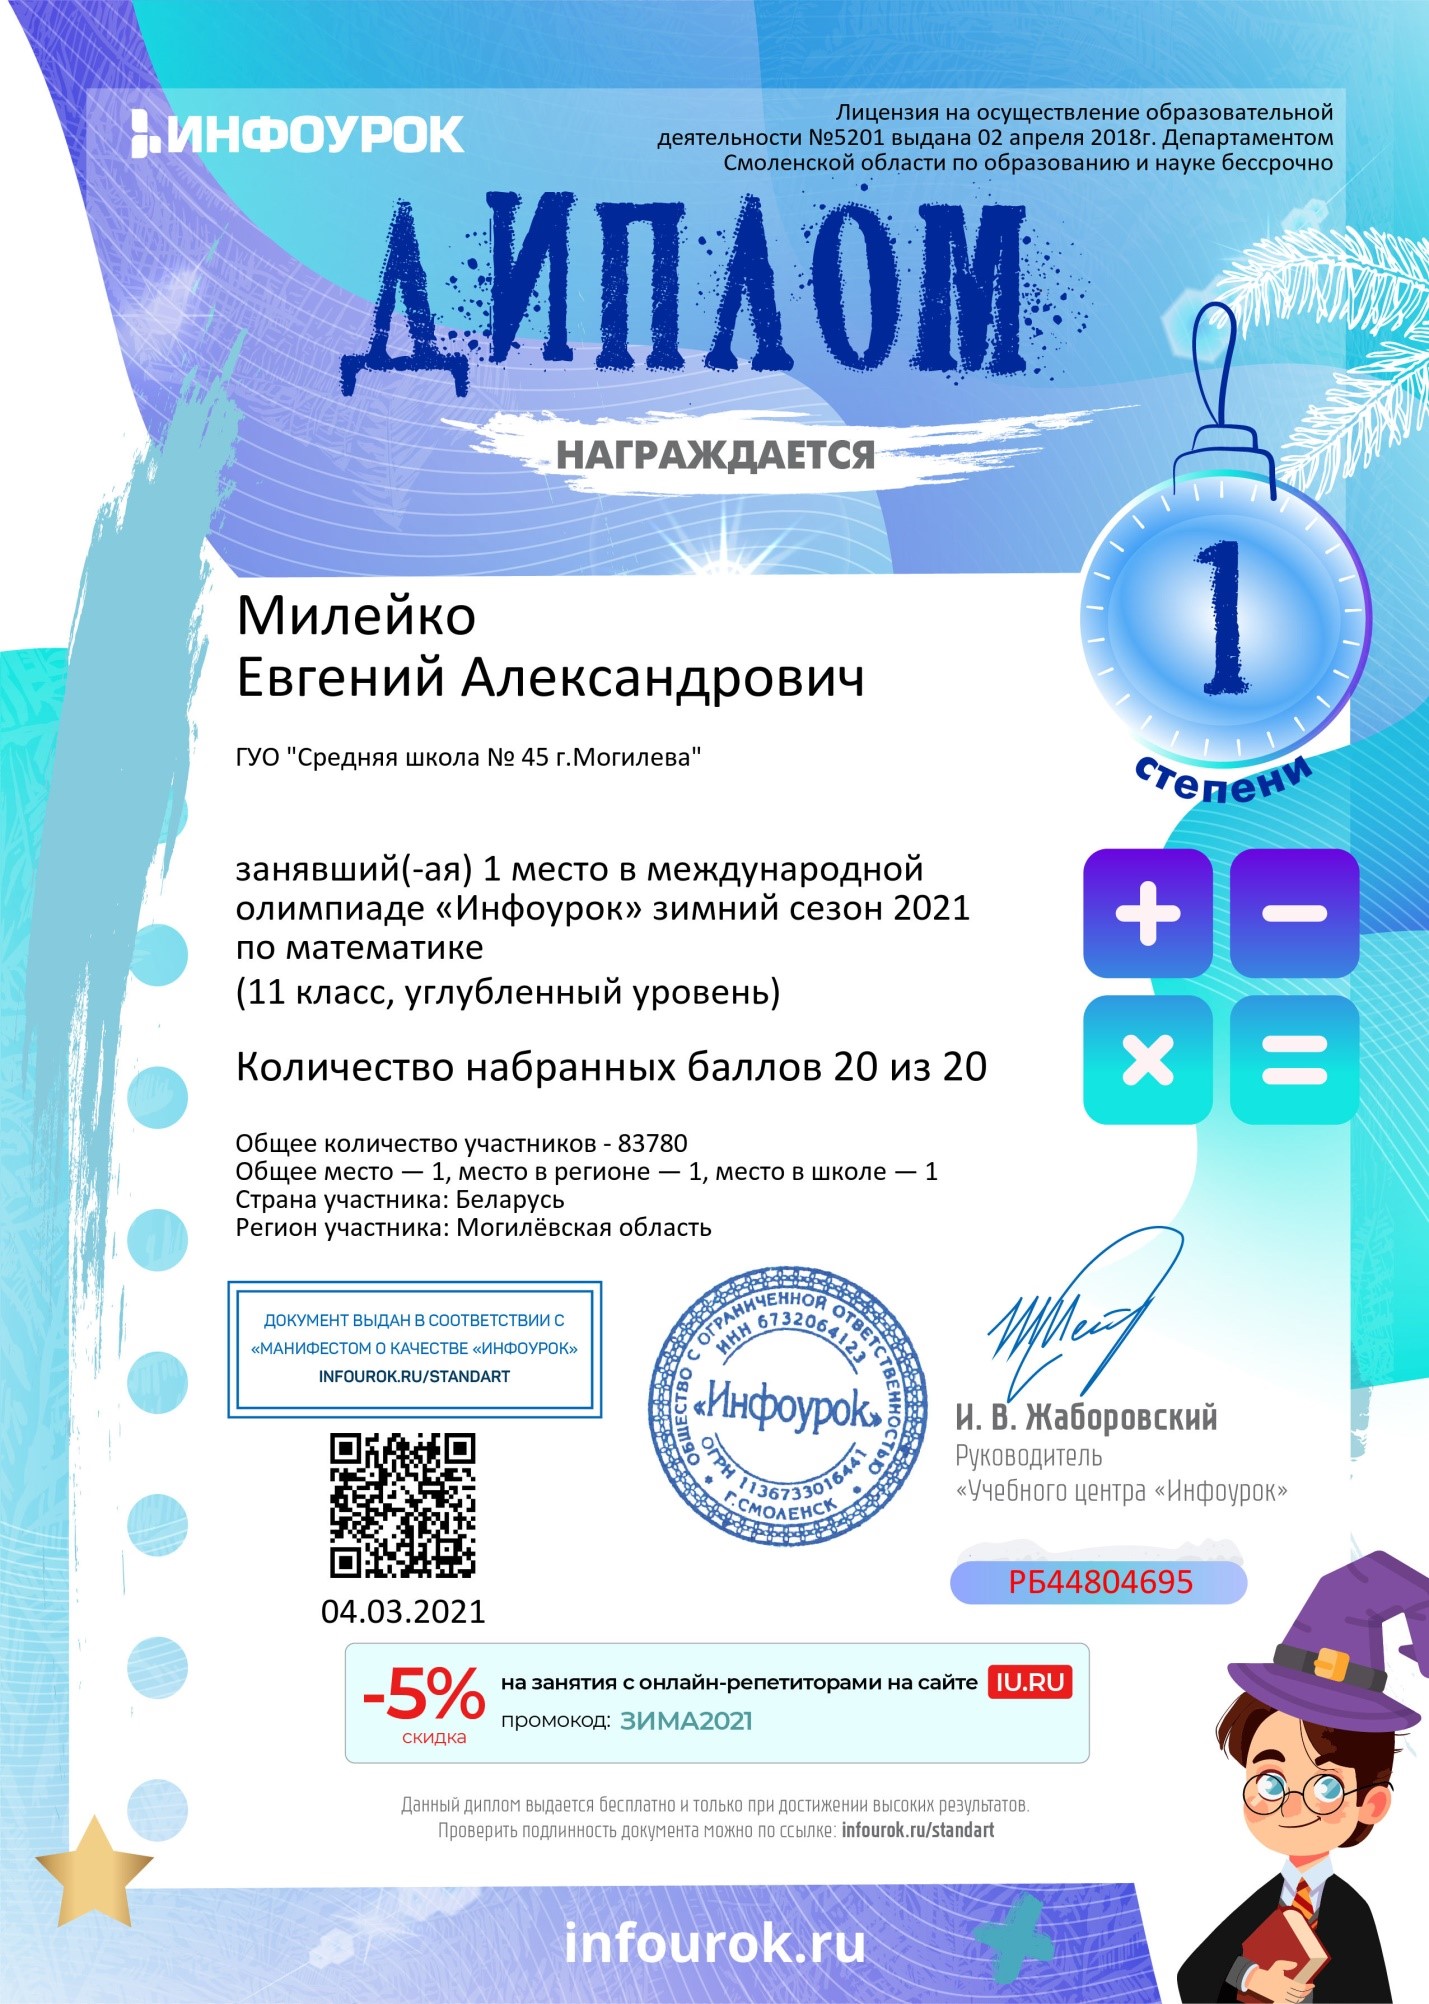 ИНФОУРОК
Лицензия на осуществление образовательной
деятельности №5201 выдана 02 апреля 2018г. Департаментом
Смоленской области по образованию и науке бессрочно
ДИПЛОМ
НАГРАЖДАЕТСЯ
1
степени
Милейко
Евгений Александрович
ГУО "Средняя школа № 45 г.Могилева"
занявший(-ая) 1 место в международной
олимпиаде «Инфоурок» зимний сезон 2021
по математике
(11 класс, углубленный уровень)
Количество набранных баллов 20 из 20
Общее количество участников - 83780
Общее место — 1, место в регионе — 1, место в школе — 1
Страна участника: Беларусь
Регион участника: Могилёвская область
ДОКУМЕНТ ВЫДАН В СООТВЕТСТВИИ С
«МАНИФЕСТОМ О КАЧЕСТВЕ «ИНФОУРОК»
INFOUROK.RU/STANDART
ОБЩЕСТВО С ОГРАНИЧЕННОЙ ОТВЕТСТВЕННОСТЬЮ
ИНН 6732064123
«Инфоурок»
ОГРН 1136733016441
Г.СМОЛЕНСК
И. В. Жаборовский
Руководитель
«Учебного центра «Инфоурок»
04.03.2021
РБ44804695
-5%
скидка
на занятия с онлайн-репетиторами на сайте IU.RU
промокод: ЗИМА2021
Данный диплом выдается бесплатно и только при достижении высоких результатов.
Проверить подлинность документа можно по ссылке: infourok.ru/standart
infourok.ru